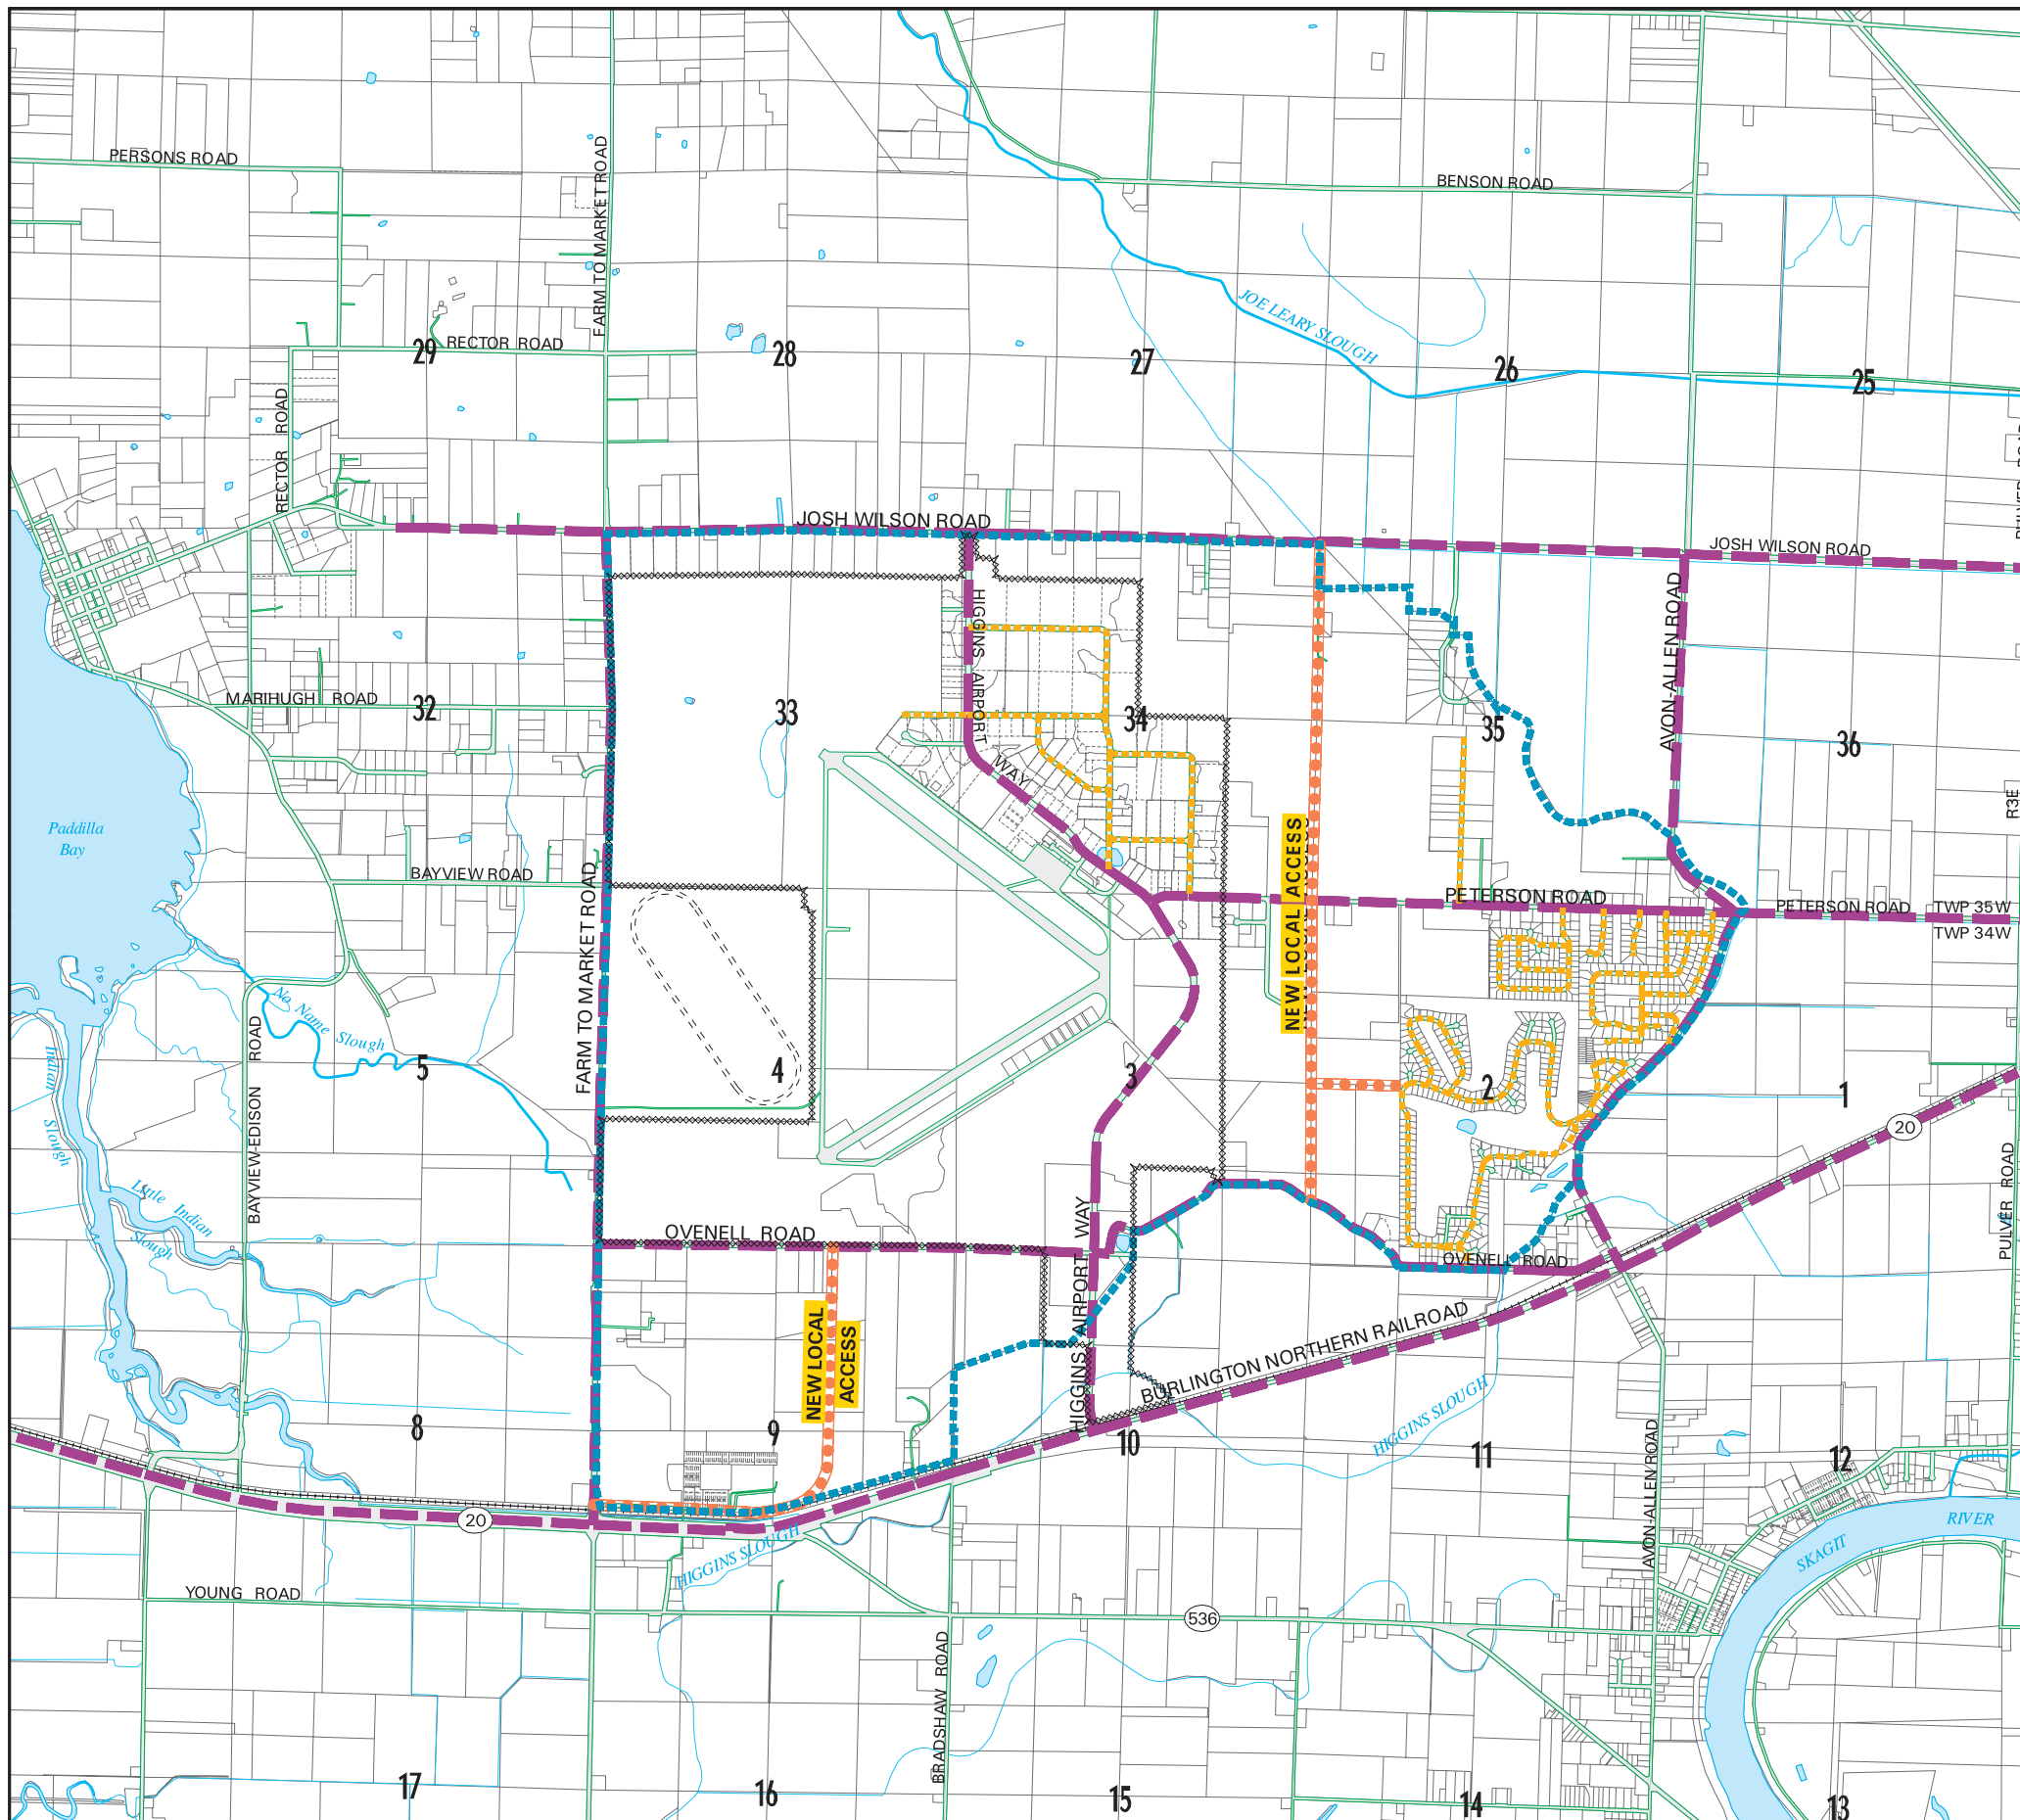 PERSONS ROAD
FARM TO MARKET ROAD
BENSON ROAD
JOE LEARY SLOUGH
29
RECTOR ROAD
28
27
26
25
RECTOR ROAD
JOSH WILSON ROAD
JOSH WILSON ROAD
HIGGINS AIRPORT WAY
AVON-ALLEN ROAD
MARIHUGH ROAD
32
33
34
35
36
R3E
Paddilla
Bay
NEW LOCAL ACCESS
BAYVIEW ROAD
FARM TO MARKET ROAD
PETERSON ROAD
PETERSON ROAD
TWP 35W
TWP 34W
No Name Slough
Indian Slough
BAYVIEW-EDISON ROAD
5
4
3
2
1
20
PULVER ROAD
Little Indian
Slough
OVENELL ROAD
OVENELL ROAD
HIGGINS AIRPORT WAY
NEW LOCAL
ACCESS
BURLINGTON NORTHERN RAILROAD
HIGGINS SLOUGH
8
9
10
11
12
AVON-ALLEN ROAD
20
HIGGINS SLOUGH
SKAGIT RIVER
YOUNG ROAD
536
BRADSHAW ROAD
17
16
15
14
13